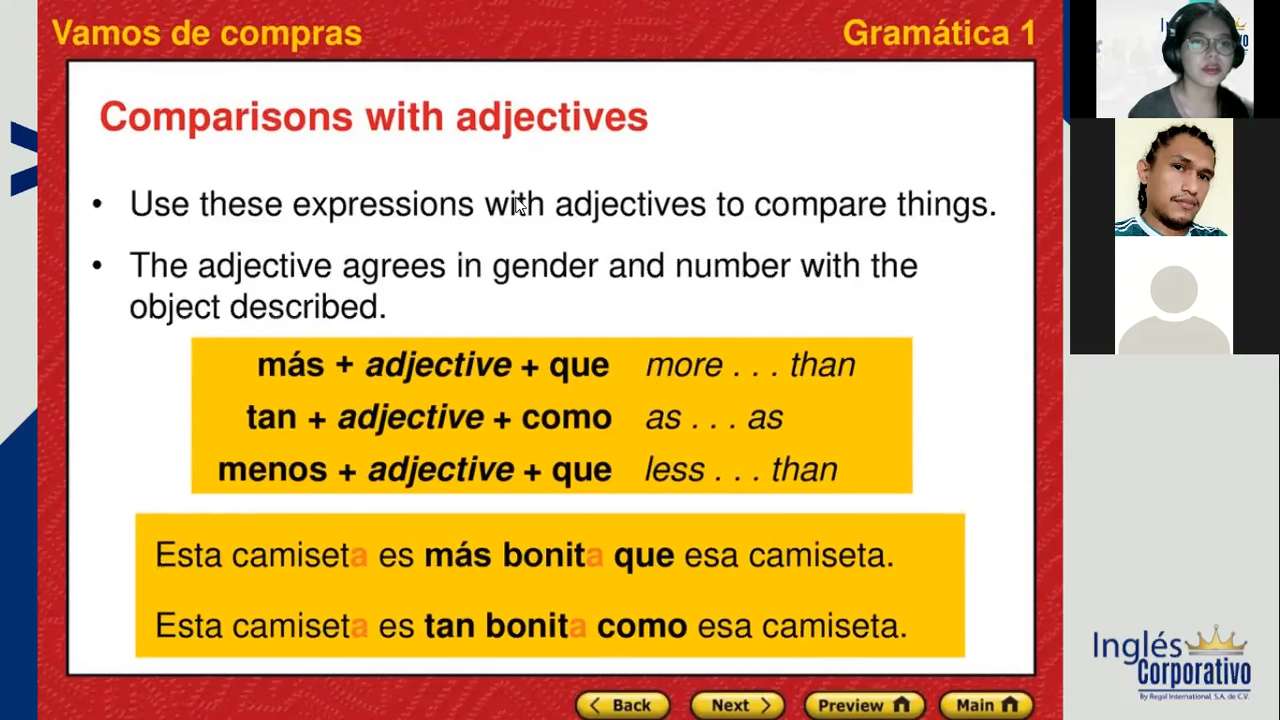 Vamos de compras
Gramática 1
Comparisons with adjectives
• Use these expressions with adjectives to compare things.
• The adjective agrees in gender and number with the
object described.
más + adjective + que more . . . than
tan + adjective + como as . . . as
menos + adjective + que less . . . than
Esta camiseta es más bonita que esa camiseta.
Esta camiseta es tan bonita como esa camiseta.
Back
Next
Preview
Main
Inglés
Corporativo
By Regal International, S.A. de C.V.